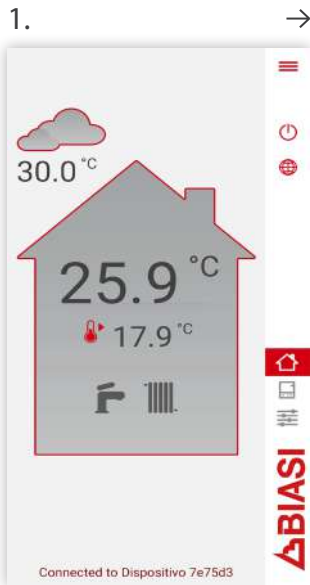 1. →
30.0 °C
25.9 °C
17.9 °C
BIASI
Connected to Dispositivo 7e75d3